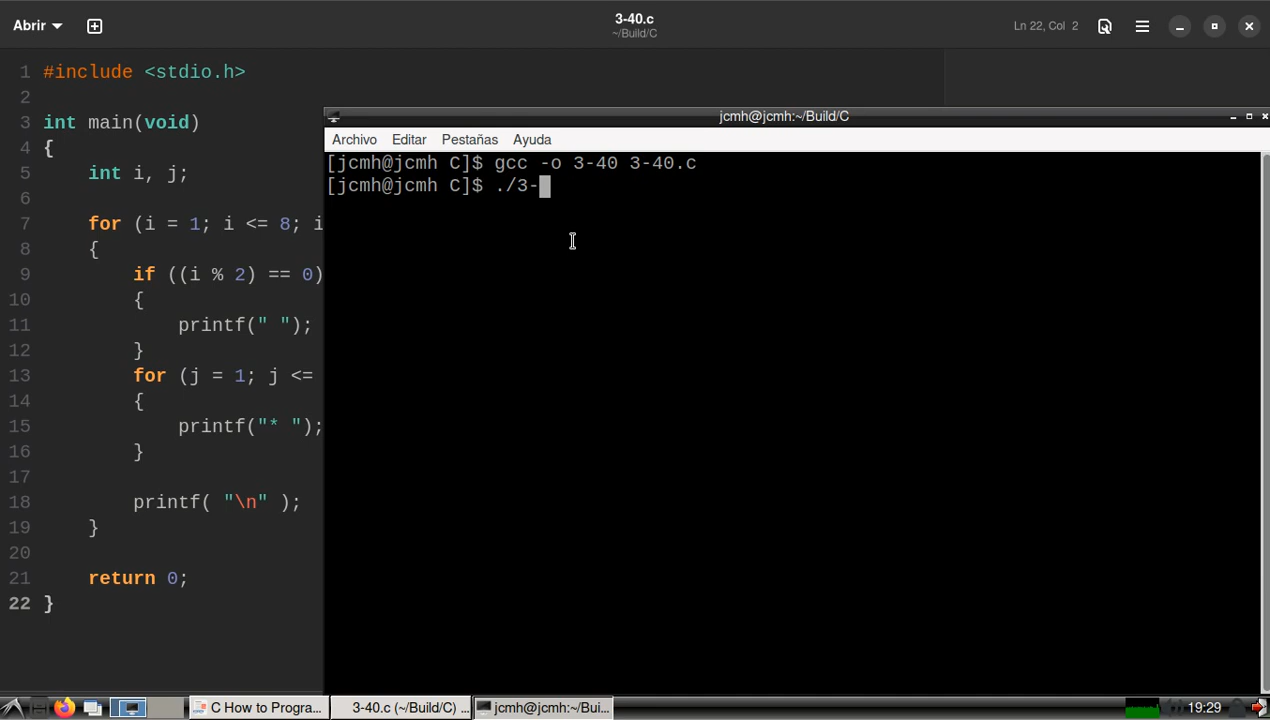 Abrir
3-40.c
~/Build/C
Ln 22, Col 2
1 #include <stdio.h>
2
3 int main(void)
4 {
5 int i, j;
6
7 for (i = 1; i <= 8; i
8 {
9 if ((i % 2) == 0)
10 {
11 printf(" ");
12 }
13 for (j = 1; j <=
14 {
15 printf("* ");
16 }
17
18 printf( "\n" );
19 }
20
21 return 0;
22 }
jcmh@jcmh:~/Build/C
Archivo Editar Pestañas Ayuda
[jcmh@jcmh C]$ gcc -o 3-40 3-40.c
[jcmh@jcmh C]$ ./3-
C How to Progra...
3-40.c (~/Build/C) ...
jcmh@jcmh:~/Bui...
19:29